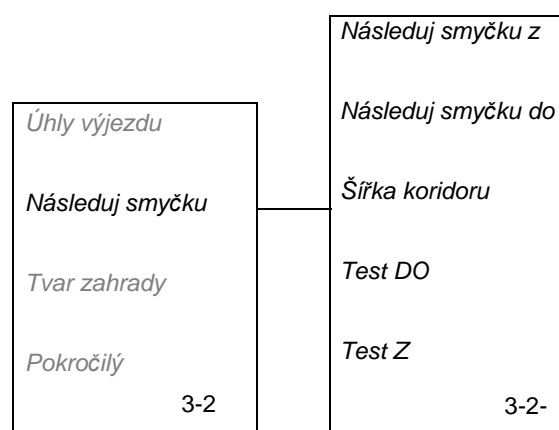 Úhly výjezdu
Následuj smyčku
Tvar zahrady
Pokročilý
3-2
Následuj smyčku z
Následuj smyčku do
Šířka koridoru
Test DO
Test Z
3-2-